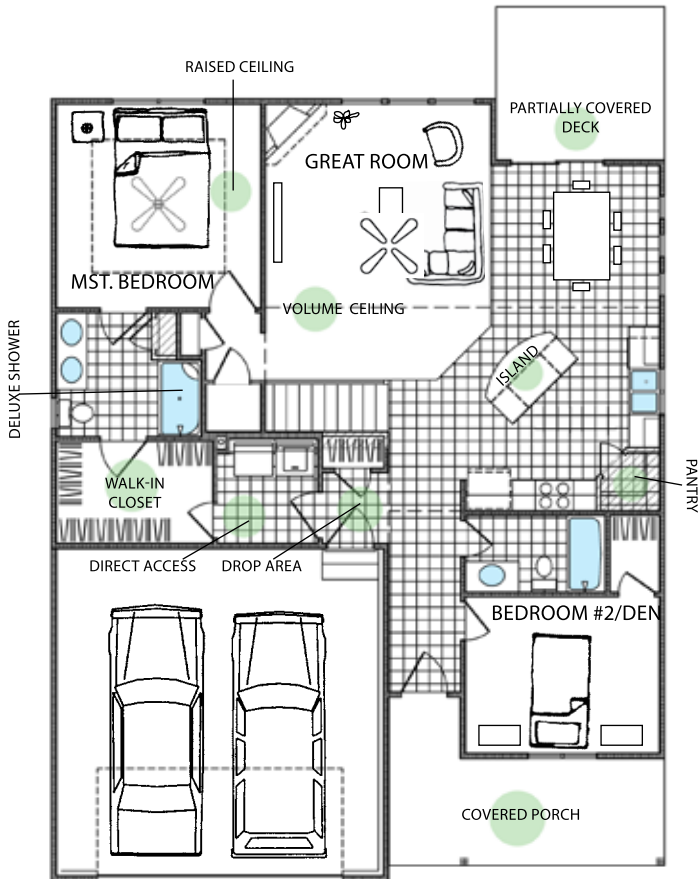 RAISED CEILING
PARTIALLY COVERED
DECK
GREAT ROOM
MST. BEDROOM
VOLUME CEILING
DELUXE SHOWER
ISLAND
WALK-IN
CLOSET
PANTRY
DIRECT ACCESS
DROP AREA
BEDROOM #2/DEN
COVERED PORCH